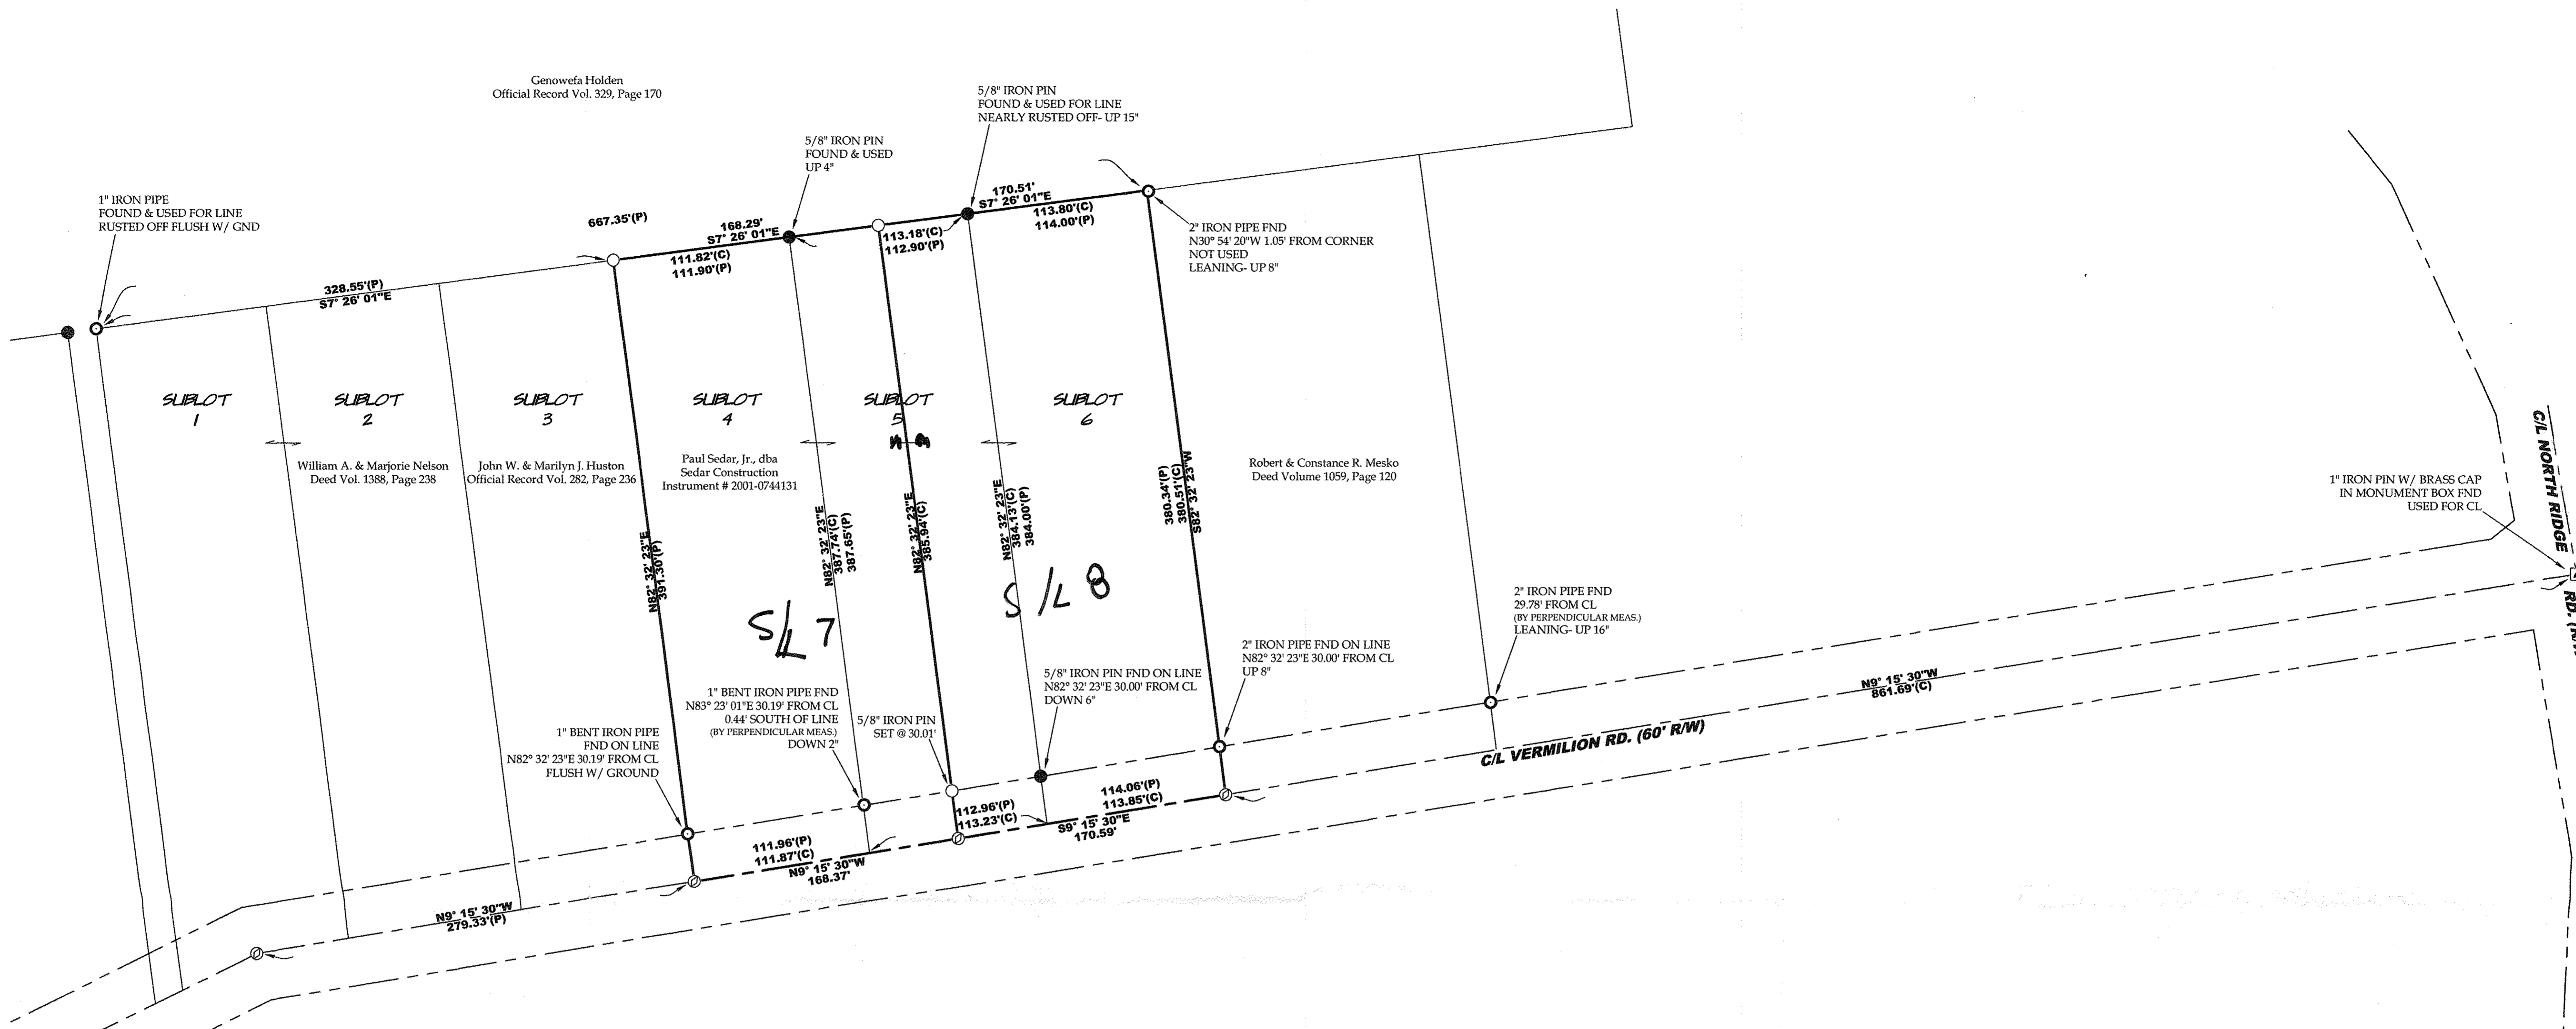 Genowefa Holden
Official Record Vol. 329, Page 170
5/8" IRON PIN
FOUND & USED FOR LINE
NEARLY RUSTED OFF- UP 15"
5/8" IRON PIN
FOUND & USED
UP 4"
1" IRON PIPE
FOUND & USED FOR LINE
RUSTED OFF FLUSH W/ GND
667.35'(P)
168.29'
S7° 26' 01"E
111.82'(C)
111.90'(P)
113.18'(C)
112.90'(P)
170.51'
S7° 26' 01"E
113.80'(C)
114.00'(P)
2" IRON PIPE FND
N30° 54' 20"W 1.05' FROM CORNER
NOT USED
LEANING- UP 8"
328.55'(P)
S7° 26' 01"E
SUBLOT
1
SUBLOT
2
SUBLOT
3
SUBLOT
4
SUBLOT
5
SUBLOT
6
William A. & Marjorie Nelson
Deed Vol. 1388, Page 238
John W. & Marilyn J. Huston
Official Record Vol. 282, Page 236
Paul Sedar, Jr., dba
Sedar Construction
Instrument # 2001-0744131
Robert & Constance R. Mesko
Deed Volume 1059, Page 120
N82° 32' 23"E
391.30'(P)
N82° 32' 23"E
387.74'(C)
387.65'(P)
N82° 32' 23"E
385.94'(C)
N82° 32' 23"E
384.13'(C)
384.00'(P)
380.34'(P)
380.51'(C)
S82° 32' 23"W
S/L 7
S/L 8
C/L NORTH RIDGE
RD.
1" IRON PIN W/ BRASS CAP
IN MONUMENT BOX FND
USED FOR CL
2" IRON PIPE FND
29.78' FROM CL
(BY PERPENDICULAR MEAS.)
LEANING- UP 16"
2" IRON PIPE FND ON LINE
N82° 32' 23"E 30.00' FROM CL
UP 8"
5/8" IRON PIN FND ON LINE
N82° 32' 23"E 30.00' FROM CL
DOWN 6"
1" BENT IRON PIPE FND
N83° 23' 01"E 30.19' FROM CL
0.44' SOUTH OF LINE
(BY PERPENDICULAR MEAS.)
DOWN 2"
5/8" IRON PIN
SET @ 30.01'
1" BENT IRON PIPE
FND ON LINE
N82° 32' 23"E 30.19' FROM CL
FLUSH W/ GROUND
N9° 15' 30"W
861.69'(C)
C/L VERMILION RD. (60' R/W)
114.06'(P)
113.85'(C)
S9° 15' 30"E
170.59'
112.96'(P)
113.23'(C)
111.96'(P)
111.87'(C)
N9° 15' 30"W
168.37'
N9° 15' 30"W
279.33'(P)